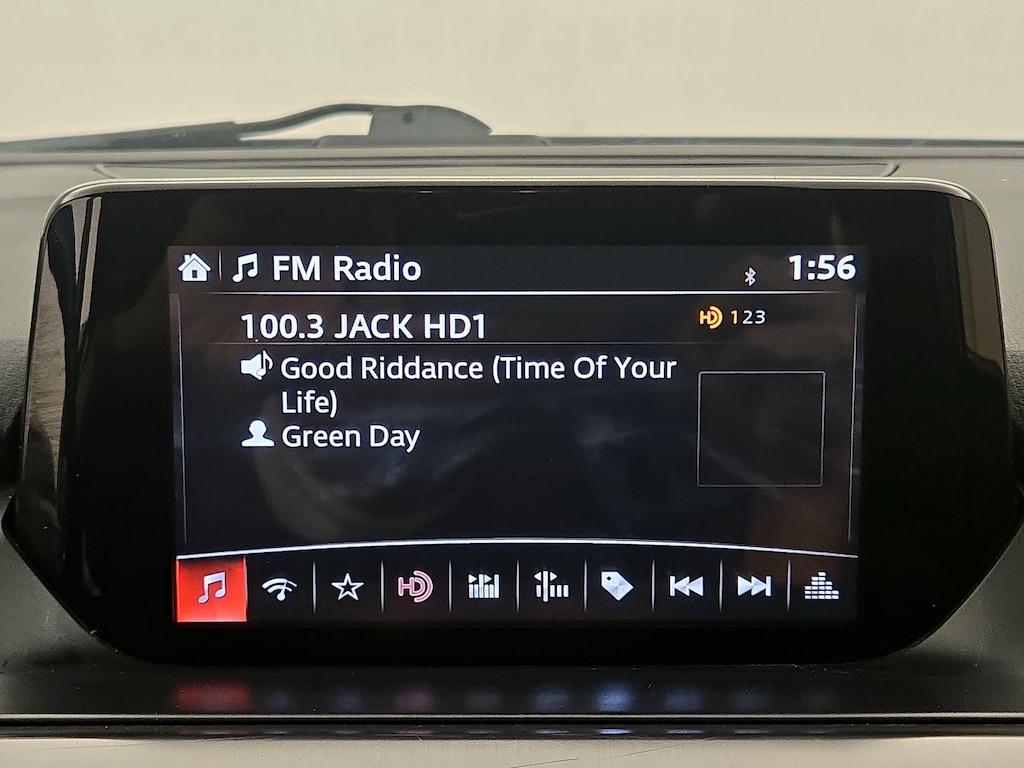 FM Radio
1:56
100.3 JACK HD1
HD 123
Good Riddance (Time Of Your
Life)
Green Day
HD